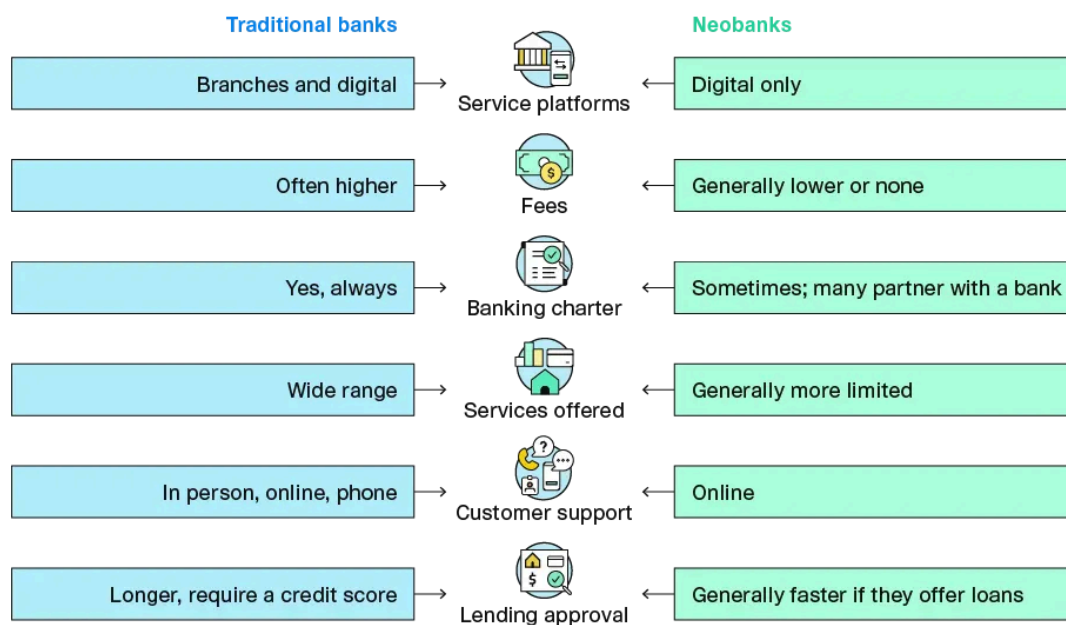 Traditional banks
Neobanks
Branches and digital
Service platforms
Digital only
Often higher
$
Fees
Generally lower or none
Yes, always
Banking charter
Sometimes; many partner with a bank
Wide range
Services offered
Generally more limited
?
In person, online, phone
Customer support
Online
$
Longer, require a credit score
Lending approval
Generally faster if they offer loans